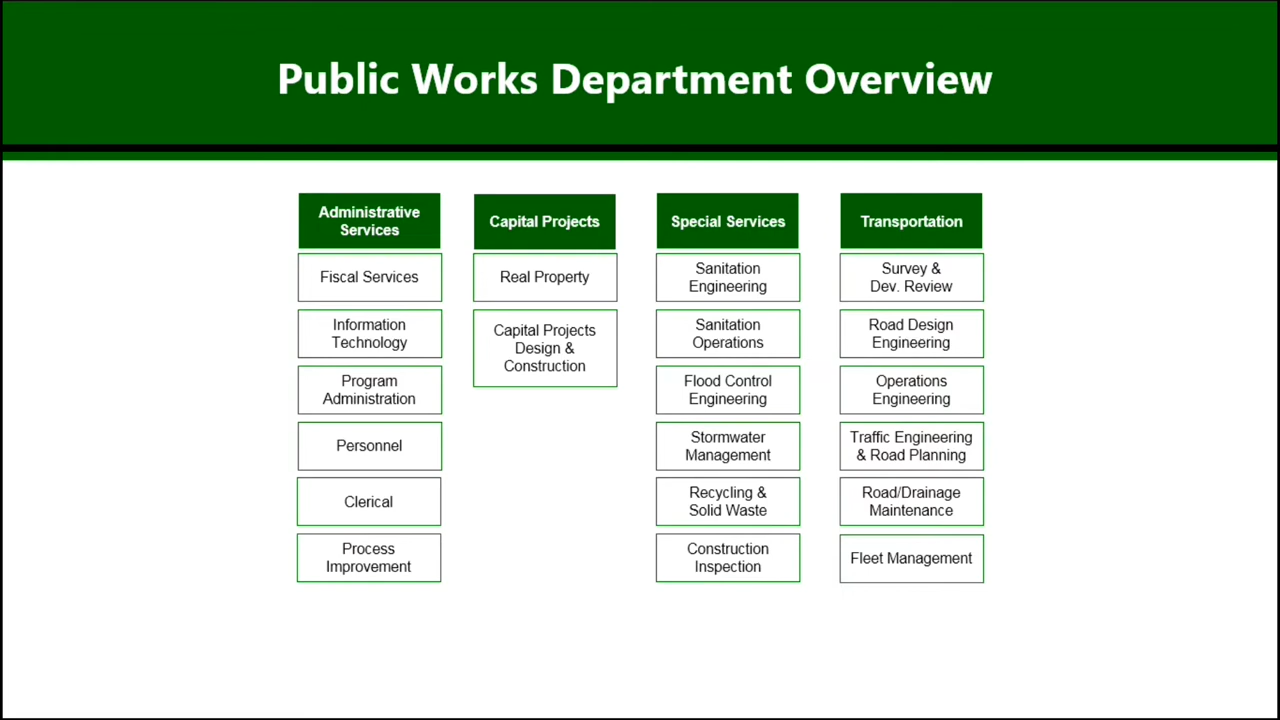 Public Works Department Overview
Administrative
Services
Fiscal Services
Information
Technology
Program
Administration
Personnel
Clerical
Process
Improvement
Capital Projects
Real Property
Capital Projects
Design &
Construction
Special Services
Sanitation
Engineering
Sanitation
Operations
Flood Control
Engineering
Stormwater
Management
Recycling &
Solid Waste
Construction
Inspection
Transportation
Survey &
Dev. Review
Road Design
Engineering
Operations
Engineering
Traffic Engineering
& Road Planning
Road/Drainage
Maintenance
Fleet Management